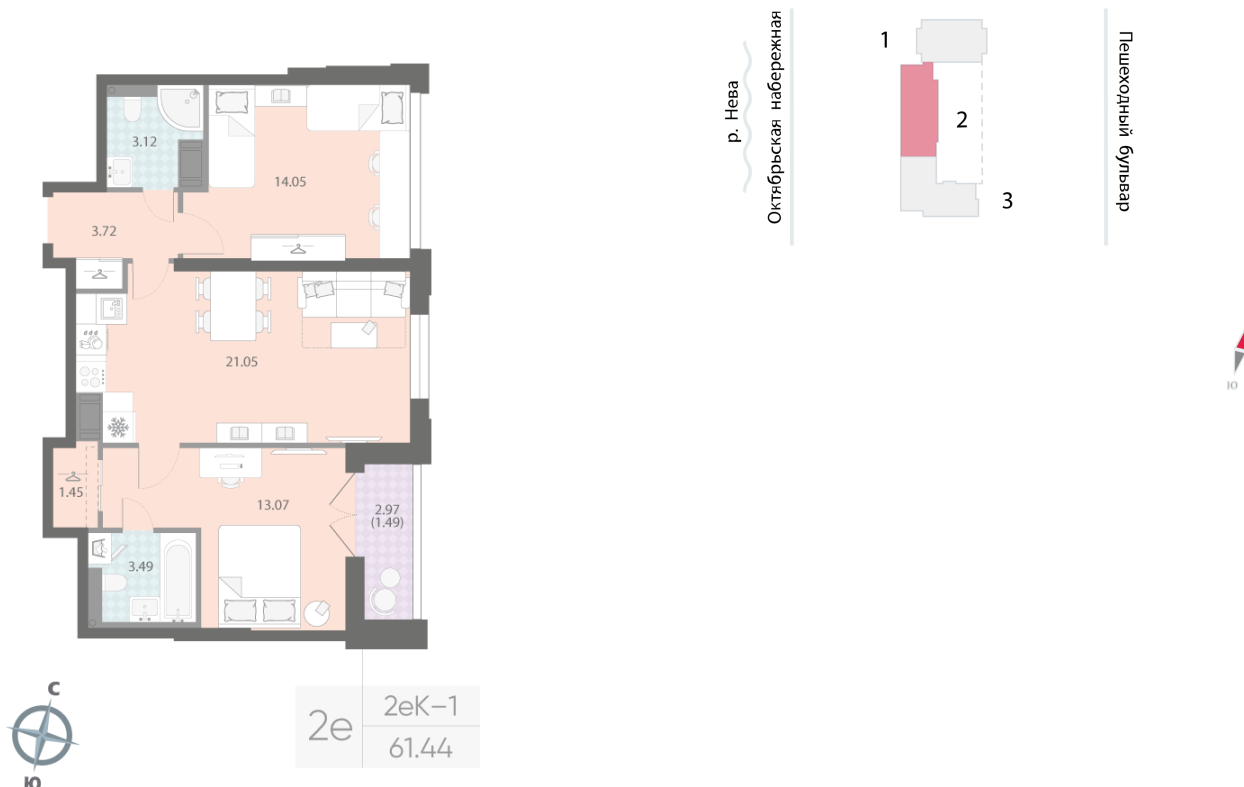 3.12
14.05
3.72
21.05
1.45
13.07
2.97
(1.49)
3.49
С
Ю
2е
2еК–1
61.44
р. Нева
Октябрьская набережная
1
2
3
Пешеходный бульвар
Ю